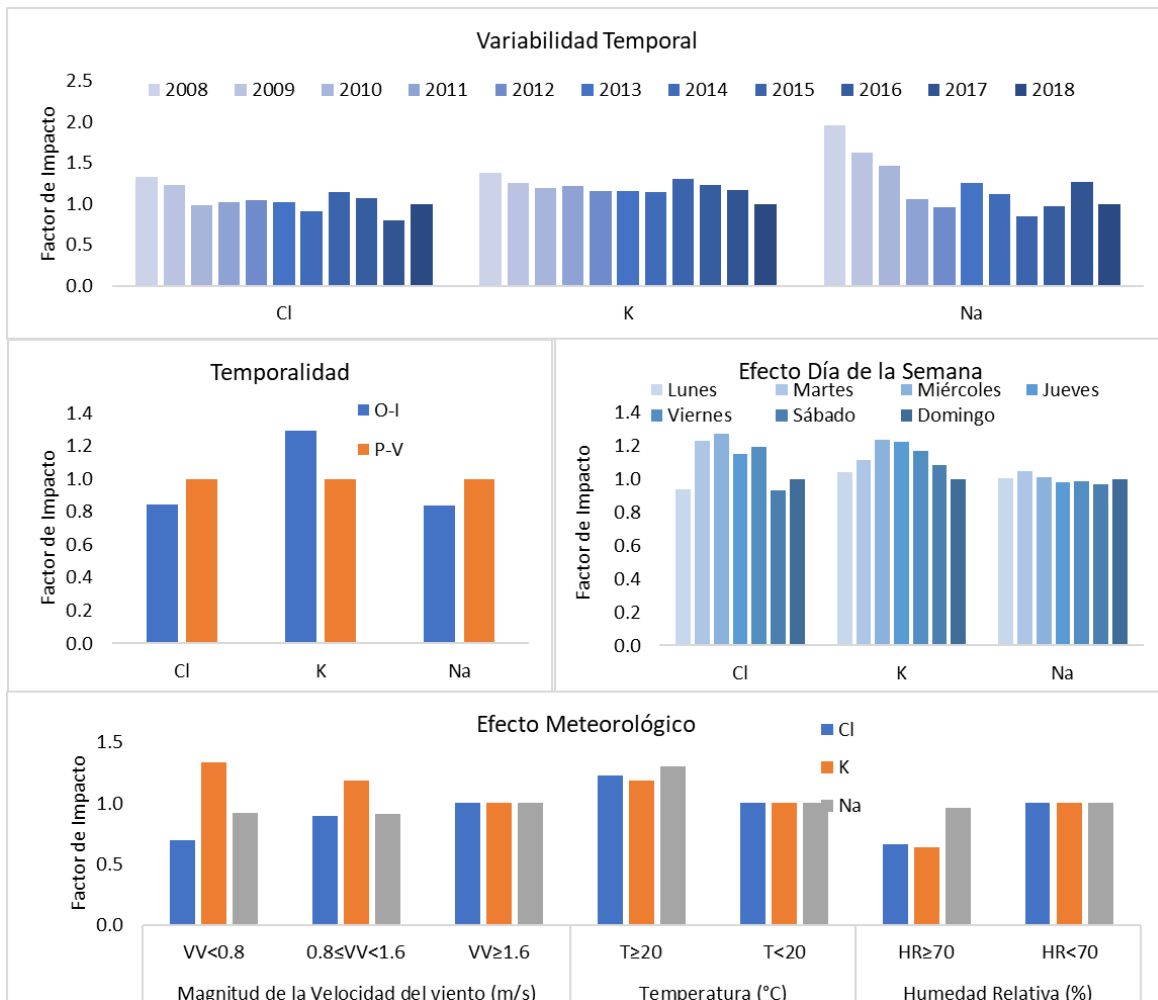 Variabilidad Temporal
2.5
2008 2009 2010 2011 2012 2013 2014 2015 2016 2017 2018
2.0
1.5
1.0
0.5
0.0
Factor de Impacto
Cl K Na
Temporalidad
O-I
P-V
1.4
1.2
1.0
0.8
0.6
0.4
0.2
0.0
Factor de Impacto
Cl K Na
Efecto Día de la Semana
Lunes Martes Miércoles Jueves
Viernes Sábado Domingo
1.4
1.2
1.0
0.8
0.6
0.4
0.2
0.0
Factor de Impacto
Cl K Na
Efecto Meteorológico
Cl
K
Na
1.5
1.0
0.5
0.0
Factor de Impacto
VV<0.8 0.8≤VV<1.6 VV≥1.6 T≥20 T<20 HR≥70 HR<70
Magnitud de la Velocidad del viento (m/s) Temperatura (°C) Humedad Relativa (%)